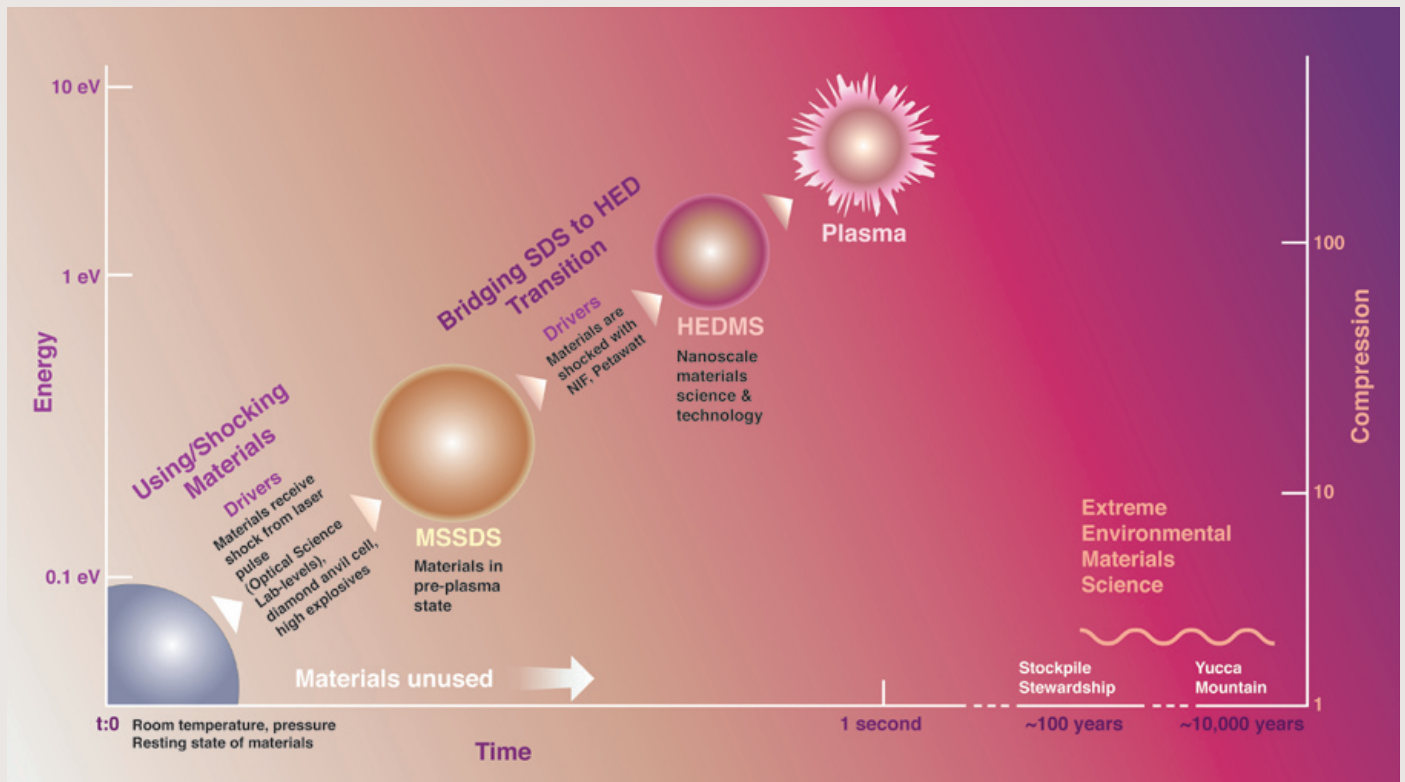 10 eV
1 eV
0.1 eV
Energy
Using/Shocking
Materials
Drivers
Materials receive
shock from laser
pulse
(Optical Science
Lab-levels),
diamond anvil cell,
high explosives
MSSDS
Materials in
pre-plasma
state
Bridging SDS to HED
Transition
Drivers
Materials are
shocked with
NIF, Petawatt
HEDMS
Nanoscale
materials
science &
technology
Plasma
100
10
1
Compression
Extreme
Environmental
Materials
Science
Stockpile
Stewardship
Yucca
Mountain
Materials unused
t:0
Room temperature, pressure
Resting state of materials
1 second
~100 years
~10,000 years
Time